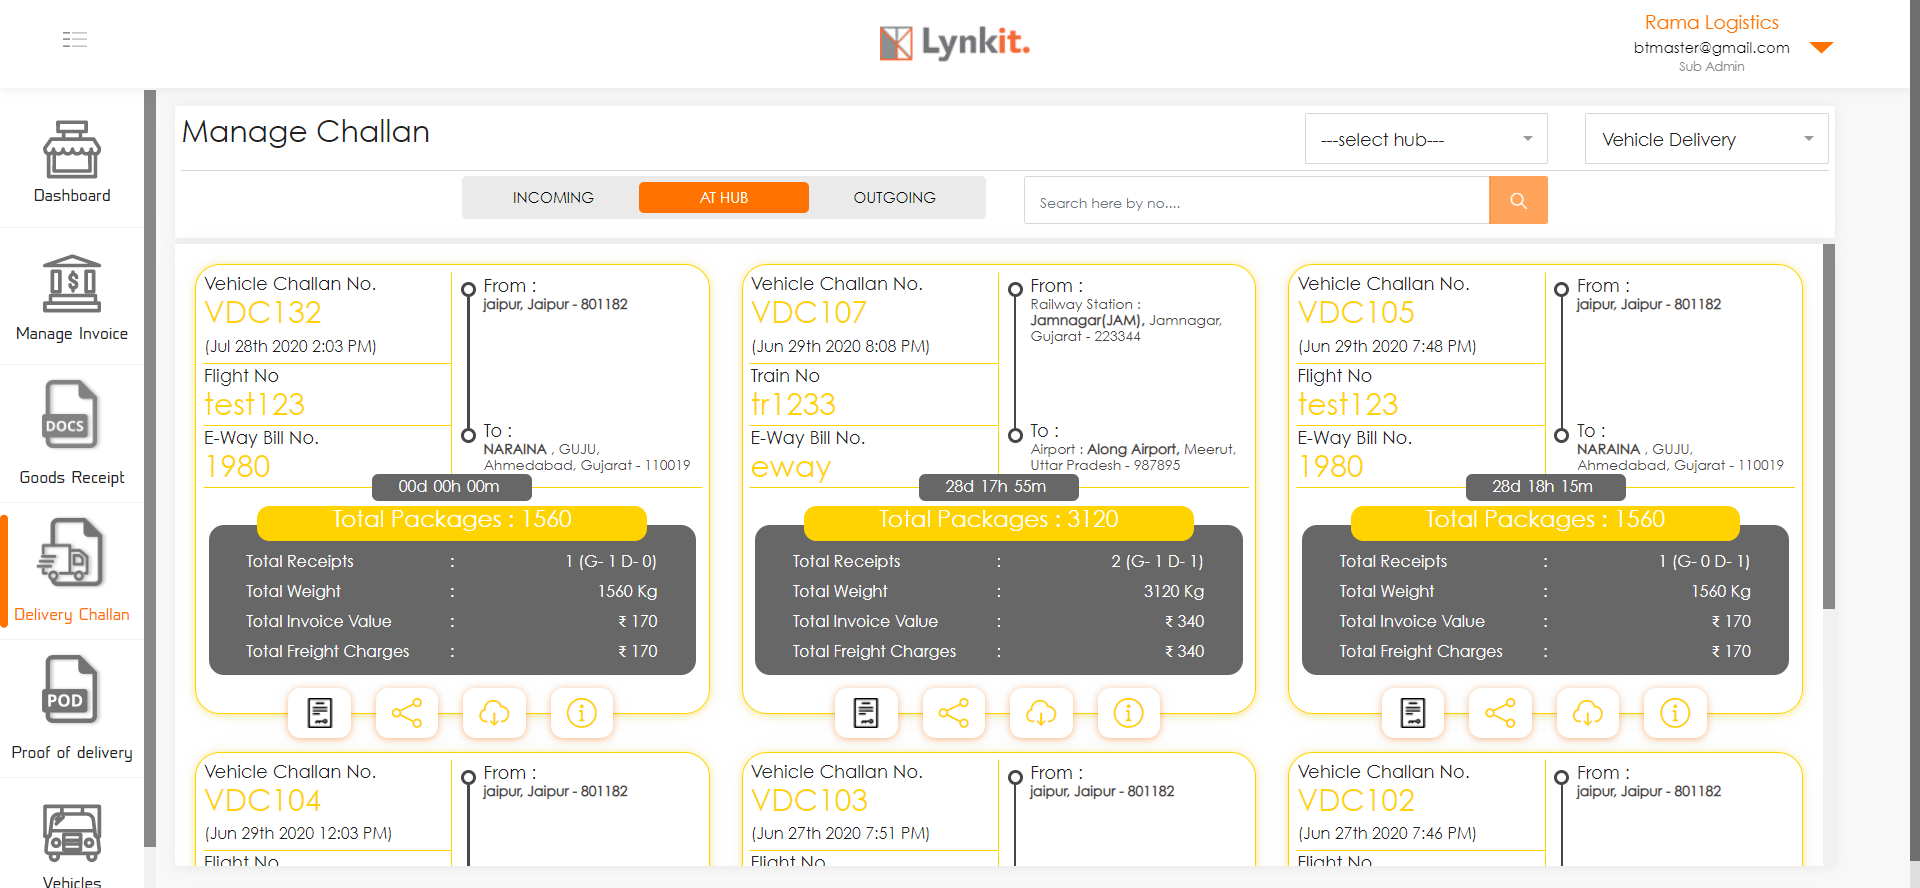 Lynkit.
Rama Logistics
btmaster@gmail.com
Sub Admin
Dashboard
Manage Invoice
DOCS
Goods Receipt
Delivery Challan
POD
Proof of delivery
Vehicles
Manage Challan
---select hub---
Vehicle Delivery
INCOMING
AT HUB
OUTGOING
Search here by no....
Vehicle Challan No.
VDC132
(Jul 28th 2020 2:03 PM)
Flight No
test123
E-Way Bill No.
1980
From :
jaipur, Jaipur - 801182
To :
NARAINA , GUJU,
Ahmedabad, Gujarat - 110019
00d 00h 00m
Total Packages : 1560
Total Receipts : 1 (G- 1 D- 0)
Total Weight : 1560 Kg
Total Invoice Value : ₹ 170
Total Freight Charges : ₹ 170
Vehicle Challan No.
VDC107
(Jun 29th 2020 8:08 PM)
Train No
tr1233
E-Way Bill No.
eway
From :
Railway Station :
Jamnagar(JAM), Jamnagar,
Gujarat - 223344
To :
Airport : Along Airport, Meerut,
Uttar Pradesh - 987895
28d 17h 55m
Total Packages : 3120
Total Receipts : 2 (G- 1 D- 1)
Total Weight : 3120 Kg
Total Invoice Value : ₹ 340
Total Freight Charges : ₹ 340
Vehicle Challan No.
VDC105
(Jun 29th 2020 7:48 PM)
Flight No
test123
E-Way Bill No.
1980
From :
jaipur, Jaipur - 801182
To :
NARAINA , GUJU,
Ahmedabad, Gujarat - 110019
28d 18h 15m
Total Packages : 1560
Total Receipts : 1 (G- 0 D- 1)
Total Weight : 1560 Kg
Total Invoice Value : ₹ 170
Total Freight Charges : ₹ 170
Vehicle Challan No.
VDC104
(Jun 29th 2020 12:03 PM)
Flight No
From :
jaipur, Jaipur - 801182
Vehicle Challan No.
VDC103
(Jun 27th 2020 7:51 PM)
Flight No
From :
jaipur, Jaipur - 801182
Vehicle Challan No.
VDC102
(Jun 27th 2020 7:46 PM)
Flight No
From :
jaipur, Jaipur - 801182